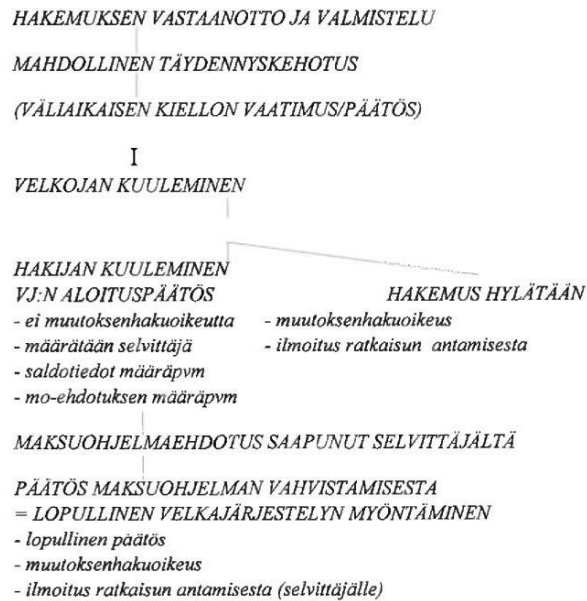 HAKEMUKSEN VASTAANOTTO JA VALMISTELU
MAHDOLLINEN TÄYDENNYSKEHOTUS
(VÄLIAIKAISEN KIELLON VAATIMUS/PÄÄTÖS)
I
VELKOJAN KUULEMINEN
HAKIJAN KUULEMINEN
VJ:N ALOITUSPÄÄTÖS
- ei muutoksenhakuoikeutta
- määrätään selvittäjä
- saldotiedot määräpvm
- mo-ehdotuksen määräpvm
HAKEMUS HYLÄTÄÄN
- muutoksenhakuoikeus
- ilmoitus ratkaisun antamisesta
MAKSUOHJELMAEHDOTUS SAAPUNUT SELVITTÄJÄLTÄ
PÄÄTÖS MAKSUOHJELMAN VAHVISTAMISESTA
= LOPULLINEN VELKAJÄRJESTELYN MYÖNTÄMINEN
- lopullinen päätös
- muutoksenhakuoikeus
- ilmoitus ratkaisun antamisesta (selvittäjälle)